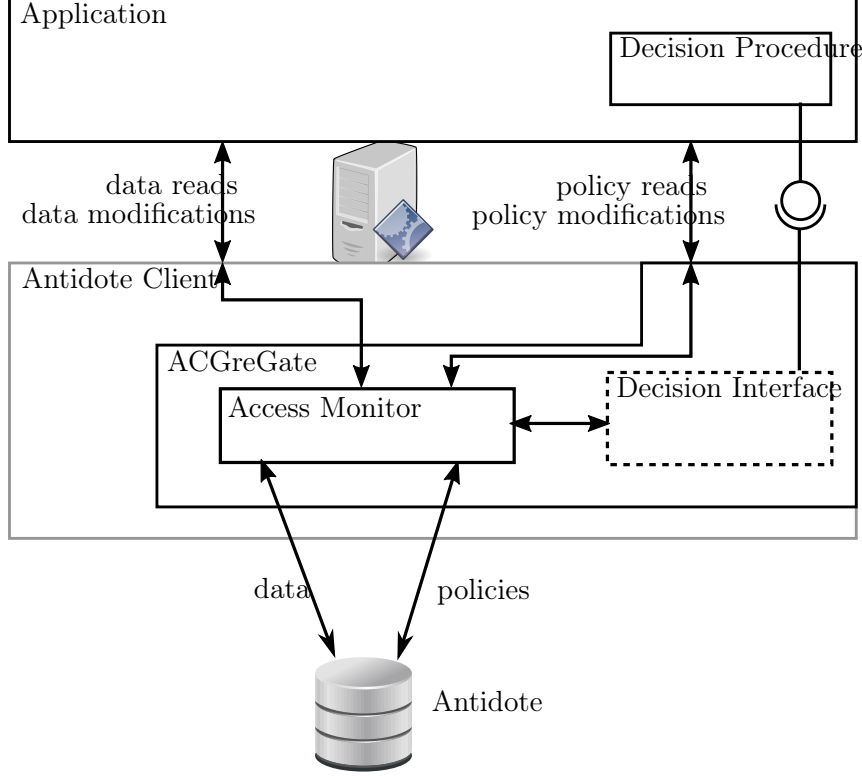 Application
Decision Procedure
data reads
data modifications
policy reads
policy modifications
Antidote Client
ACGreGate
Access Monitor
Decision Interface
data
policies
Antidote